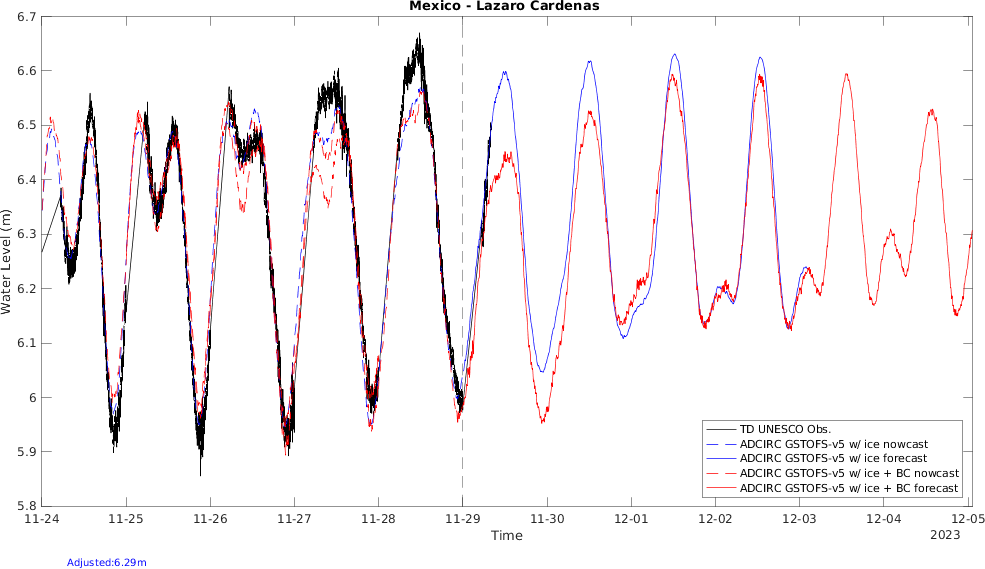 Mexico - Lazaro Cardenas
6.7
6.6
6.5
6.4
6.3
6.2
6.1
6
5.9
5.8
Water Level (m)
TD UNESCO Obs.
ADCIRC GSTOFS-v5 w/ ice nowcast
ADCIRC GSTOFS-v5 w/ ice forecast
ADCIRC GSTOFS-v5 w/ ice + BC nowcast
ADCIRC GSTOFS-v5 w/ ice + BC forecast
11-24 11-25 11-26 11-27 11-28 11-29 11-30 12-01 12-02 12-03 12-04 12-05
Time
2023
Adjusted:6.29m